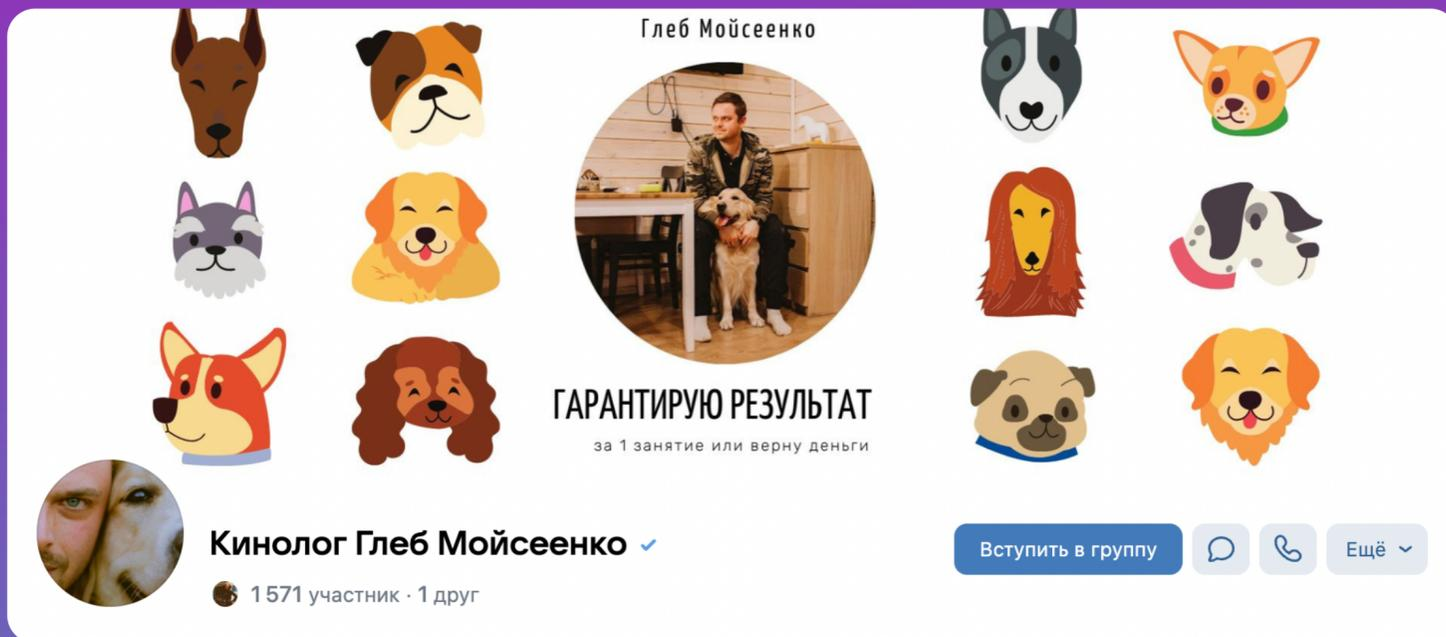 Глеб Мойсеенко
ГАРАНТИРУЮ РЕЗУЛЬТАТ
за 1 занятие или верну деньги
Кинолог Глеб Мойсеенко
1 571 участник · 1 друг
Вступить в группу
Ещё